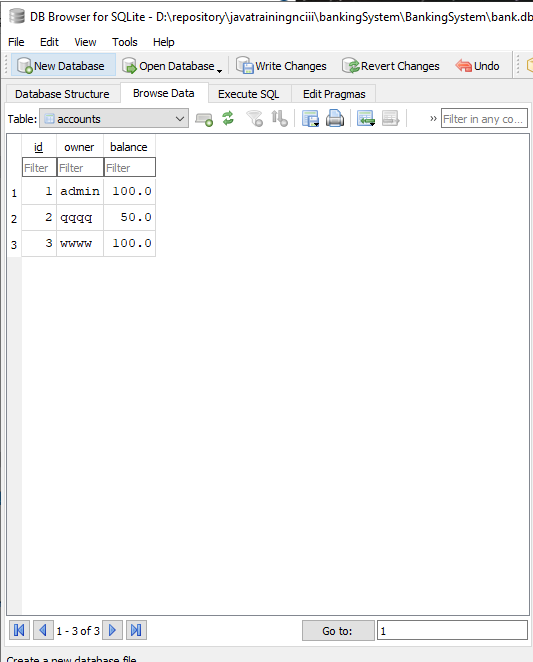 DB Browser for SQLite - D:\repository\javatrainingnciii\bankingSystem\BankingSystem\bank.db
File Edit View Tools Help
New Database Open Database Write Changes Revert Changes Undo
Database Structure Browse Data Execute SQL Edit Pragmas
Table: accounts » Filter in any co...
id owner balance
Filter Filter Filter
1 1 admin 100.0
2 2 qqqq 50.0
3 3 wwww 100.0
1 - 3 of 3 Go to: 1
Create a new database file